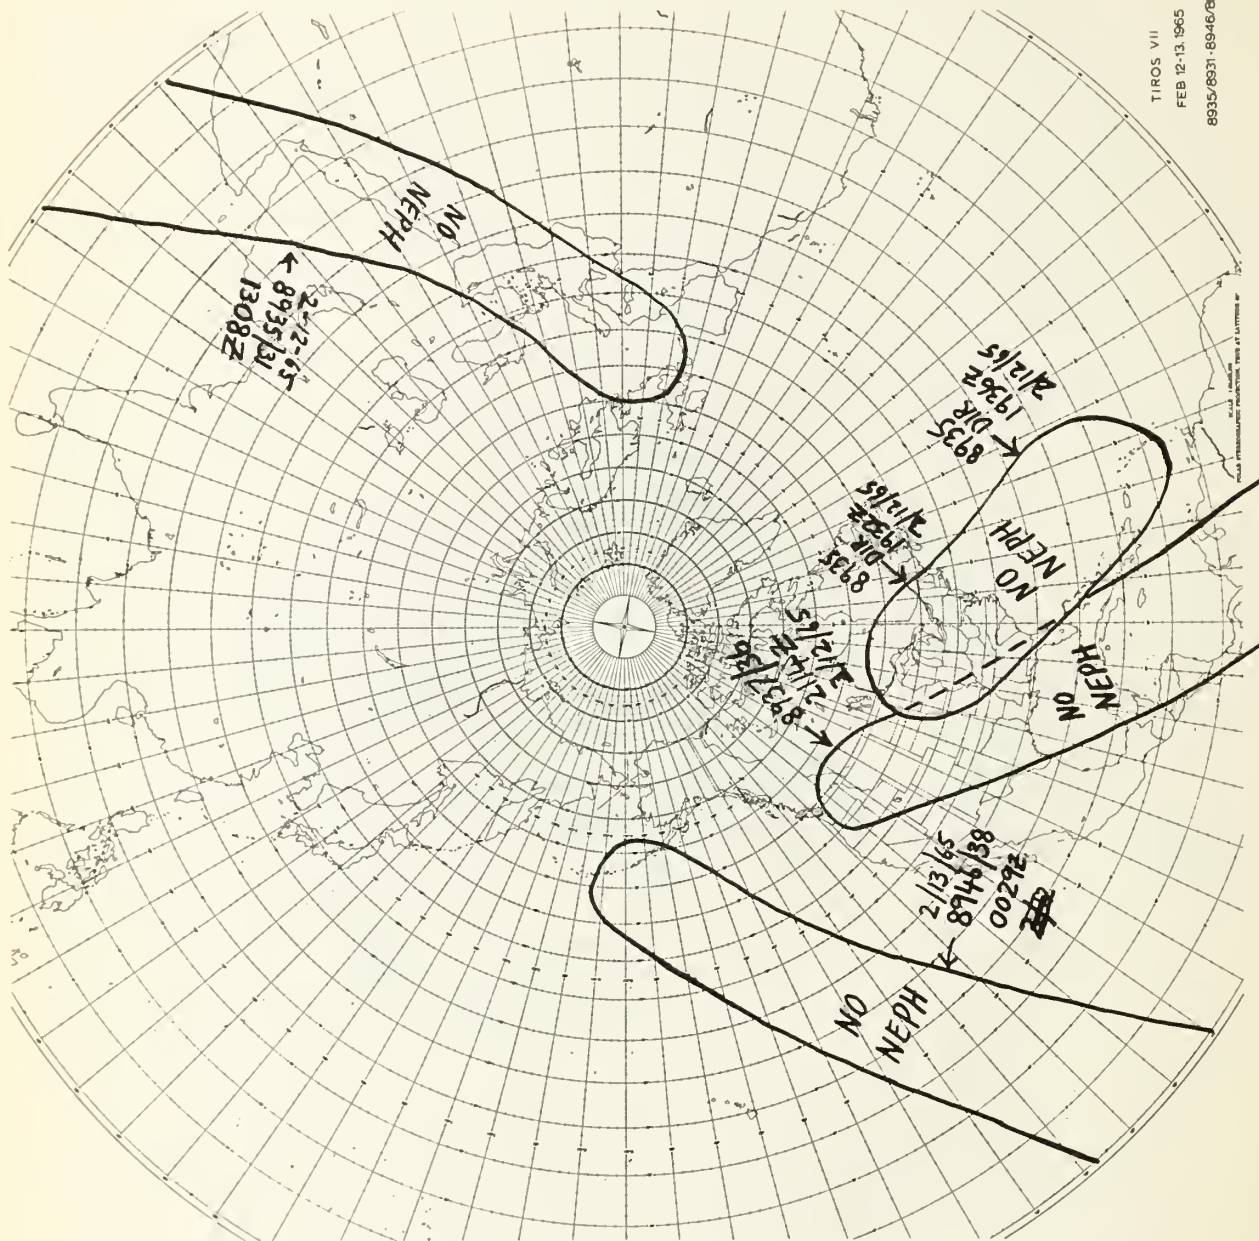 TIROS VII
FEB 12-13, 1965
8935/8931-8946/8
2-12-65
← 8935/31
1308Z
NO
NEPH
8935
DIR
1936Z
2/12/65
8935
DIR
1932Z
2/12/65
NO
NEPH
8937/36
2114Z
2/12/65
NO
NEPH
2/13/65
8946/38
0029Z
NO
NEPH